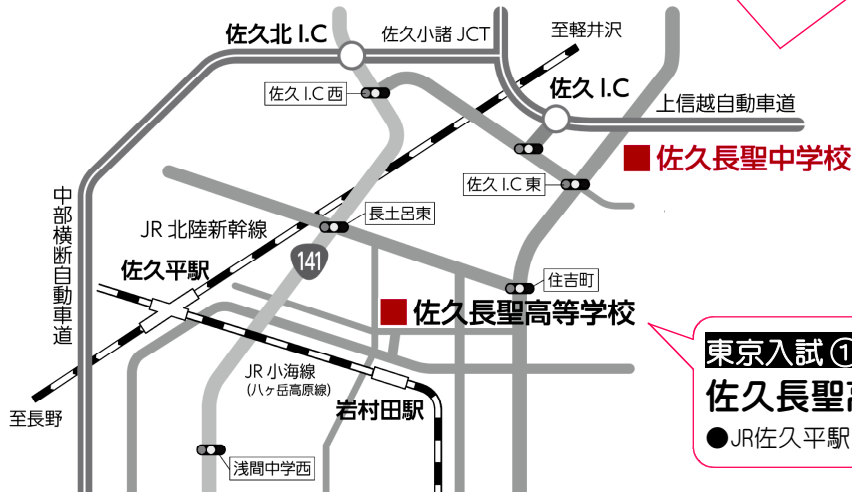 佐久北 I.C
佐久小諸 JCT
至軽井沢
佐久 I.C 西
佐久 I.C
上信越自動車道
佐久長聖中学校
佐久 I.C 東
中部横断自動車道
長土呂東
JR 北陸新幹線
141
佐久平駅
住吉町
佐久長聖高等学校
東京入試①
佐久長聖高
●JR佐久平駅
JR 小海線
(八ヶ岳高原線)
岩村田駅
至長野
浅間中学西